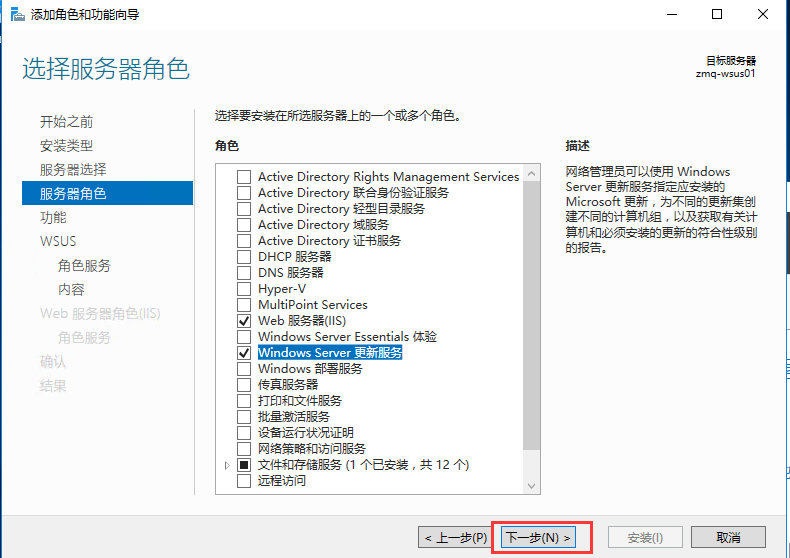 添加角色和功能向导
选择服务器角色
目标服务器
zmq-wsus01
开始之前
安装类型
服务器选择
服务器角色
功能
WSUS
角色服务
内容
Web 服务器角色(IIS)
角色服务
确认
结果
选择要安装在所选服务器上的一个或多个角色。
角色
Active Directory Rights Management Services
Active Directory 联合身份验证服务
Active Directory 轻型目录服务
Active Directory 域服务
Active Directory 证书服务
DHCP 服务器
DNS 服务器
Hyper-V
MultiPoint Services
Web 服务器(IIS)
Windows Server Essentials 体验
Windows Server 更新服务
Windows 部署服务
传真服务器
打印和文件服务
批量激活服务
设备运行状况证明
网络策略和访问服务
文件和存储服务 (1 个已安装，共 12 个)
远程访问
描述
网络管理员可以使用 Windows
Server 更新服务指定应安装的
Microsoft 更新，为不同的更新集创
建不同的计算机组，以及获取有关计
算机和必须安装的更新的符合性级别
的报告。
< 上一步(P)
下一步(N) >
安装(I)
取消